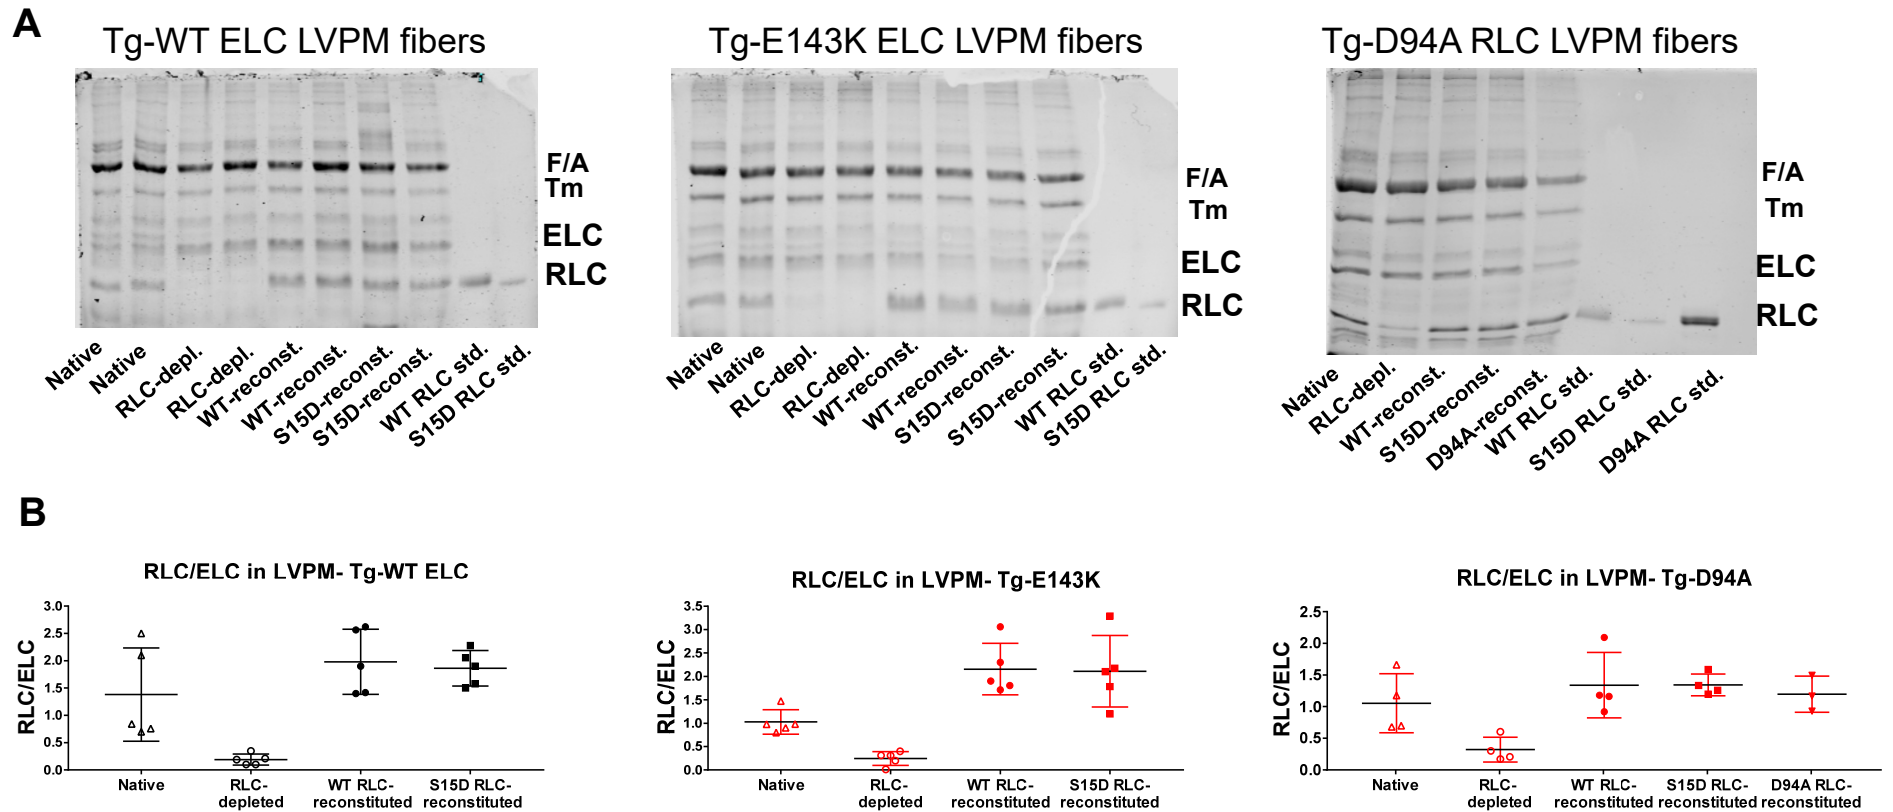 A
Tg-WT ELC LVPM fibers
F/A
Tm
ELC
RLC
Native
Native
RLC-depl.
RLC-depl.
WT-reconst.
WT-reconst.
S15D-reconst.
S15D-reconst.
WT RLC std.
S15D RLC std.
Tg-E143K ELC LVPM fibers
F/A
Tm
ELC
RLC
Native
Native
RLC-depl.
RLC-depl.
WT-reconst.
WT-reconst.
S15D-reconst.
S15D-reconst.
WT RLC std.
S15D RLC std.
Tg-D94A RLC LVPM fibers
F/A
Tm
ELC
RLC
Native
RLC-depl.
WT-reconst.
S15D-reconst.
D94A-reconst.
WT RLC std.
S15D RLC std.
D94A RLC std.
B
RLC/ELC in LVPM- Tg-WT ELC
RLC/ELC
3.0
2.5
2.0
1.5
1.0
0.5
0.0
Native
RLC-
depleted
WT RLC-
reconstituted
S15D RLC-
reconstituted
RLC/ELC in LVPM- Tg-E143K
RLC/ELC
3.5
3.0
2.5
2.0
1.5
1.0
0.5
0.0
Native
RLC-
depleted
WT RLC-
reconstituted
S15D RLC-
reconstituted
RLC/ELC in LVPM- Tg-D94A
RLC/ELC
2.5
2.0
1.5
1.0
0.5
0.0
Native
RLC-
depleted
WT RLC-
reconstituted
S15D RLC-
reconstituted
D94A RLC-
reconstituted